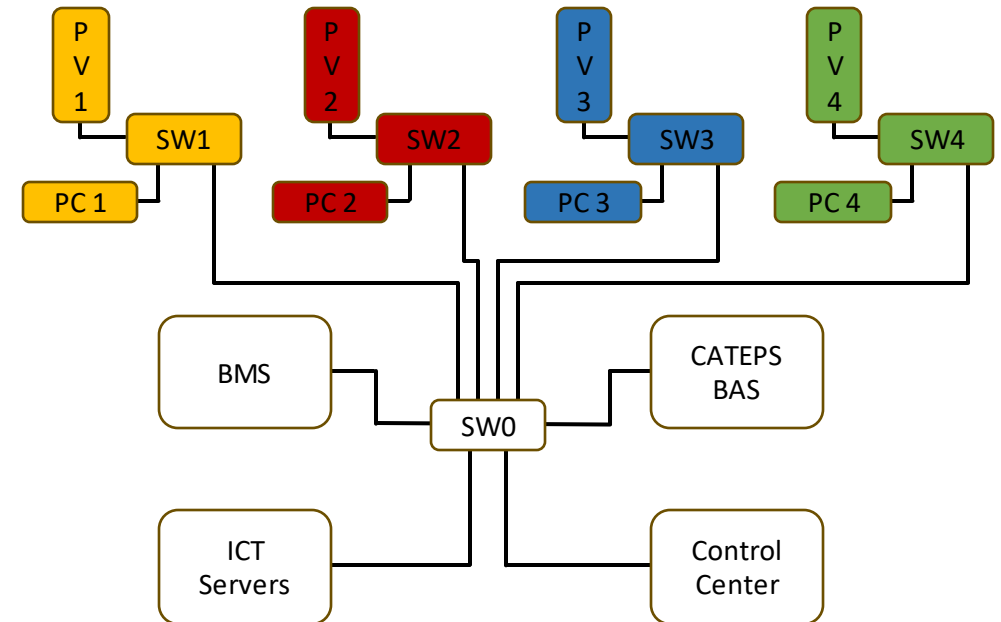 P
V
1
P
V
2
P
V
3
P
V
4
SW1
SW2
SW3
SW4
PC 1
PC 2
PC 3
PC 4
BMS
CATEPS
BAS
SW0
ICT
Servers
Control
Center